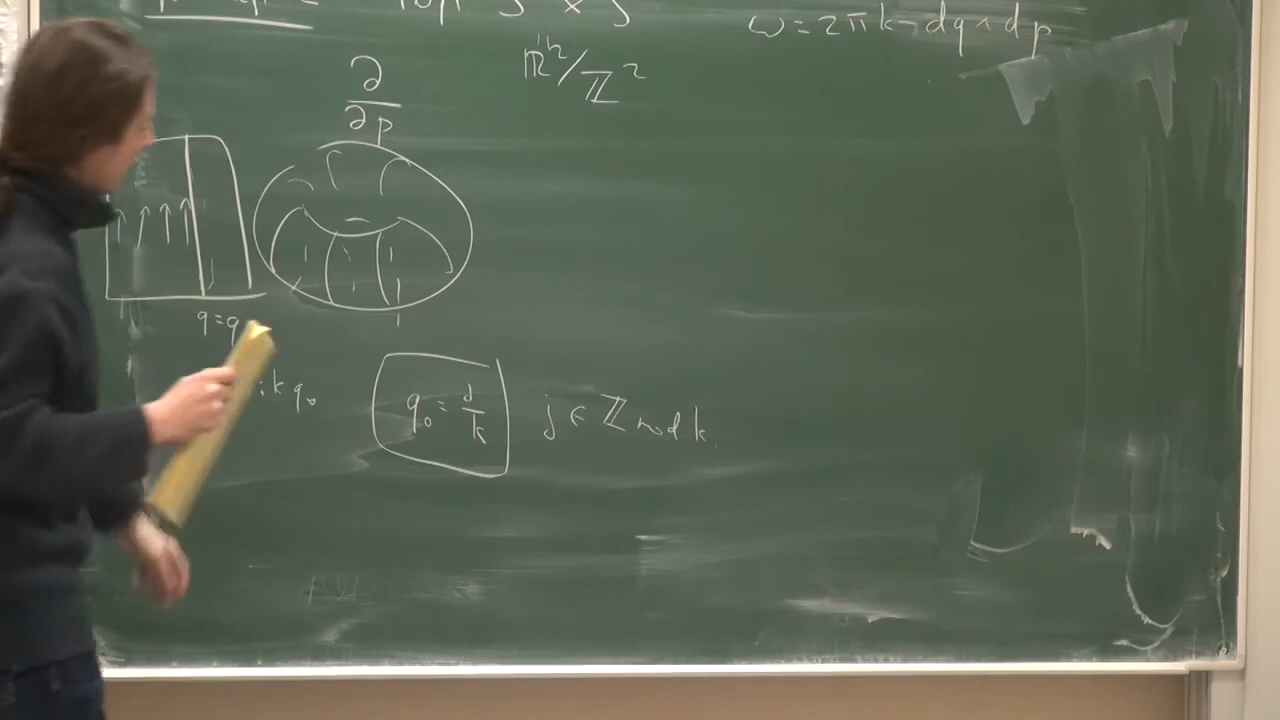 ω = 2πk dq ∧ dp
ℝ²/ℤ²
∂/∂p
q = q
i k q₀
q₀ = j/k
j ∈ ℤ mod k.